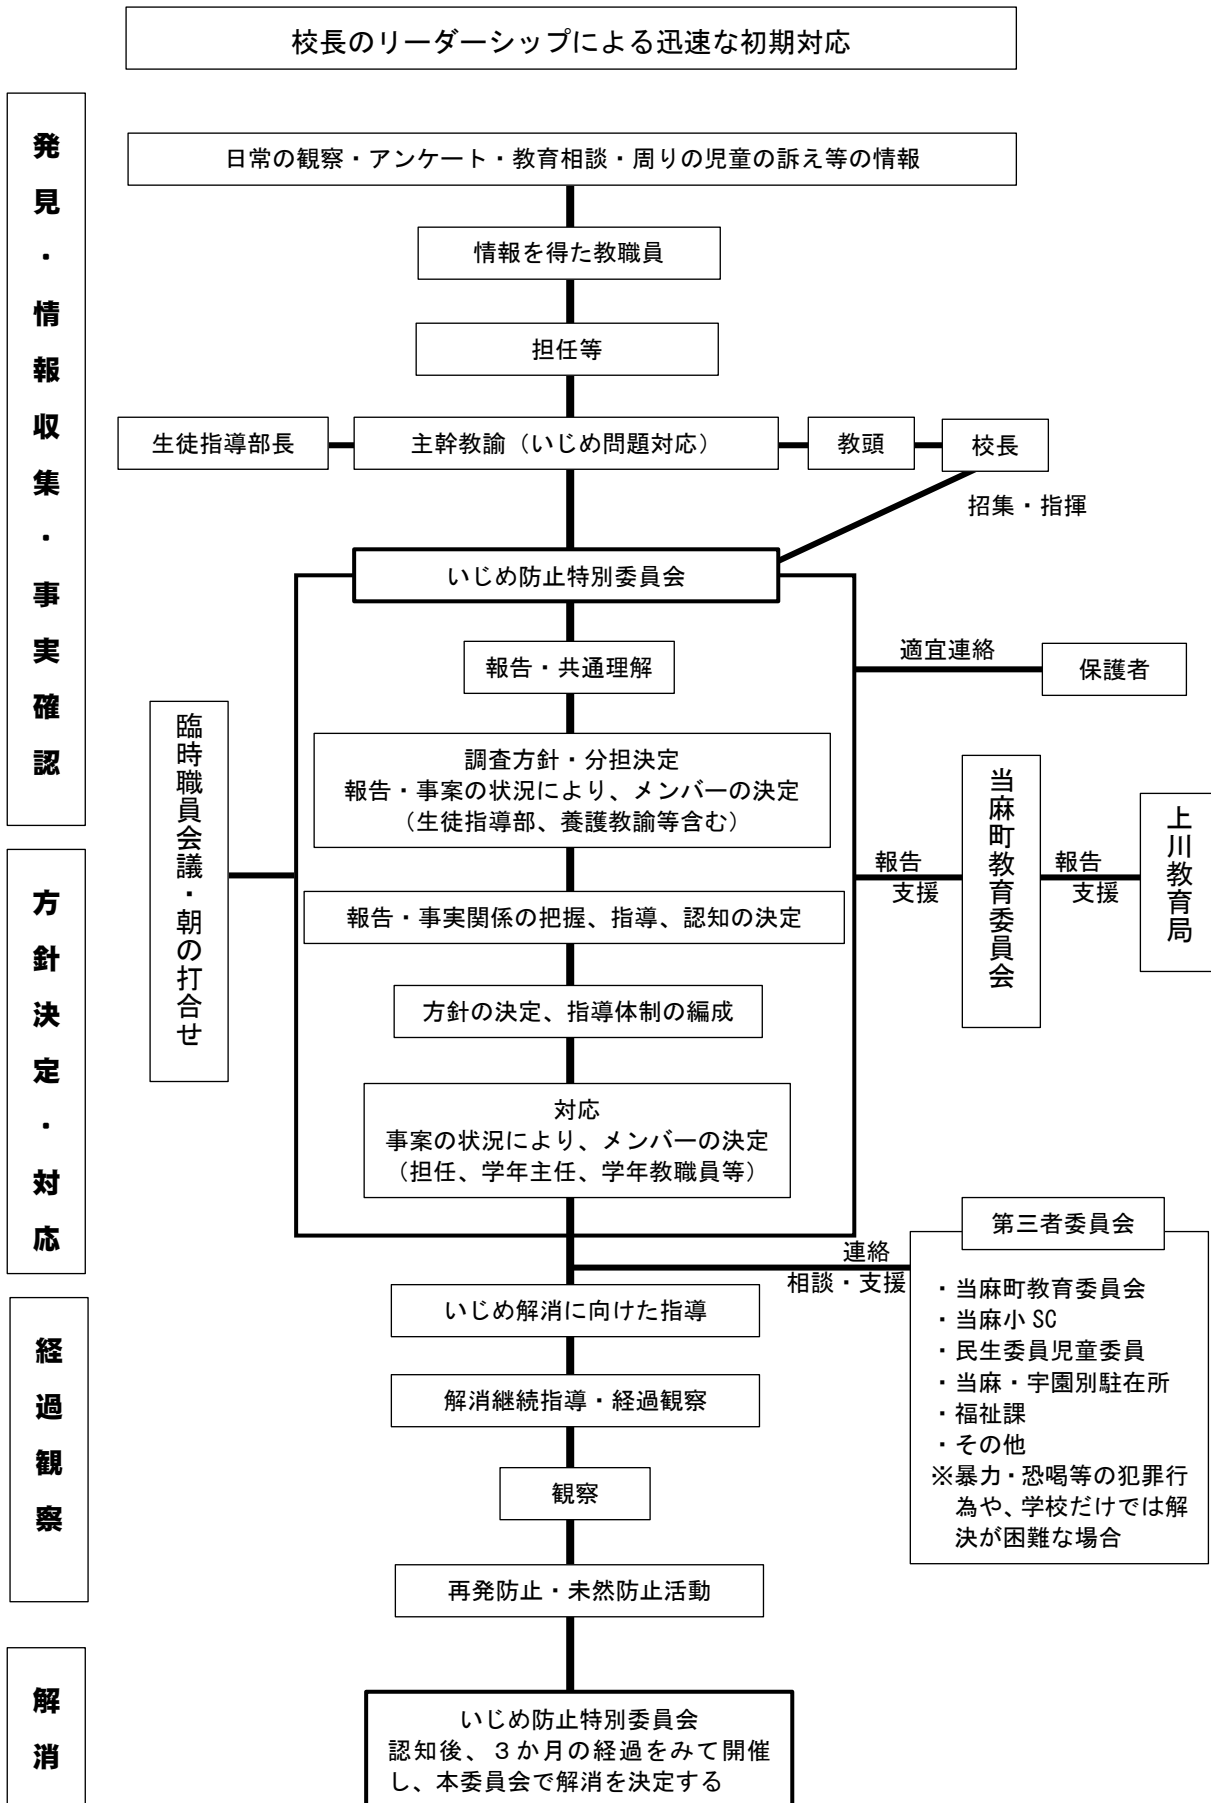 校長のリーダーシップによる迅速な初期対応
発見・情報収集・事実確認
日常の観察・アンケート・教育相談・周りの児童の訴え等の情報
情報を得た教職員
担任等
生徒指導部長
主幹教諭（いじめ問題対応）
教頭
校長
招集・指揮
いじめ防止特別委員会
報告・共通理解
適宜連絡
保護者
臨時職員会議・朝の打合せ
調査方針・分担決定
報告・事案の状況により、メンバーの決定
（生徒指導部、養護教諭等含む）
報告
支援
当麻町教育委員会
報告
支援
上川教育局
方針決定・対応
報告・事実関係の把握、指導、認知の決定
方針の決定、指導体制の編成
対応
事案の状況により、メンバーの決定
（担任、学年主任、学年教職員等）
連絡
相談・支援
第三者委員会
・当麻町教育委員会
・当麻小 SC
・民生委員児童委員
・当麻・宇園別駐在所
・福祉課
・その他
※暴力・恐喝等の犯罪行
為や、学校だけでは解
決が困難な場合
経過観察
いじめ解消に向けた指導
解消継続指導・経過観察
観察
再発防止・未然防止活動
解消
いじめ防止特別委員会
認知後、３か月の経過をみて開催
し、本委員会で解消を決定する